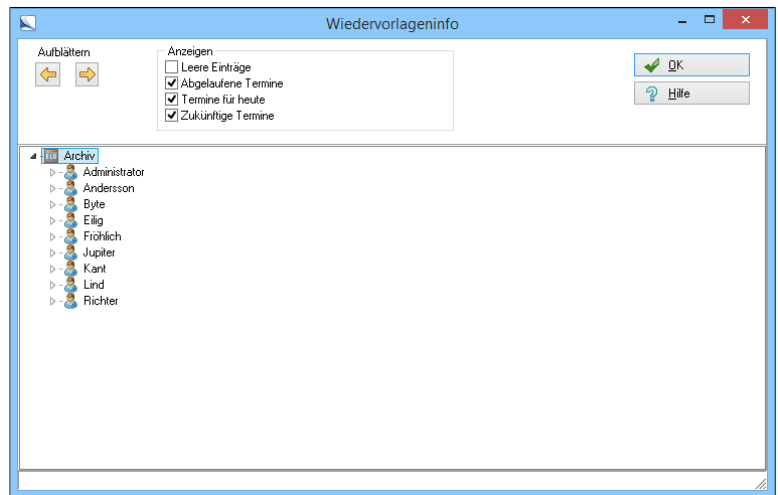 Wiedervorlageninfo
Aufblättern
Anzeigen
Leere Einträge
Abgelaufene Termine
Termine für heute
Zukünftige Termine
OK
Hilfe
Archiv
Administrator
Andersson
Byte
Eilig
Fröhlich
Jupiter
Kant
Lind
Richter